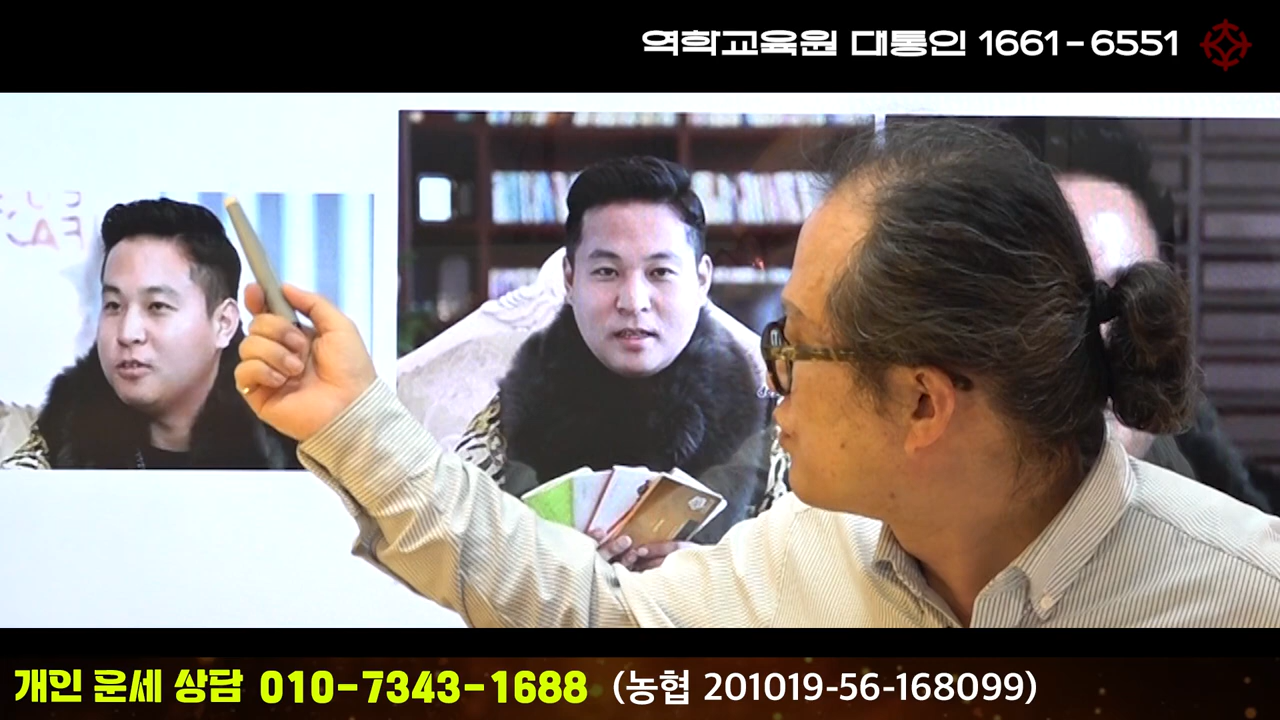 역학교육원 대통인 1661-6551
개인 운세 상담 010-7343-1688 (농협 201019-56-168099)